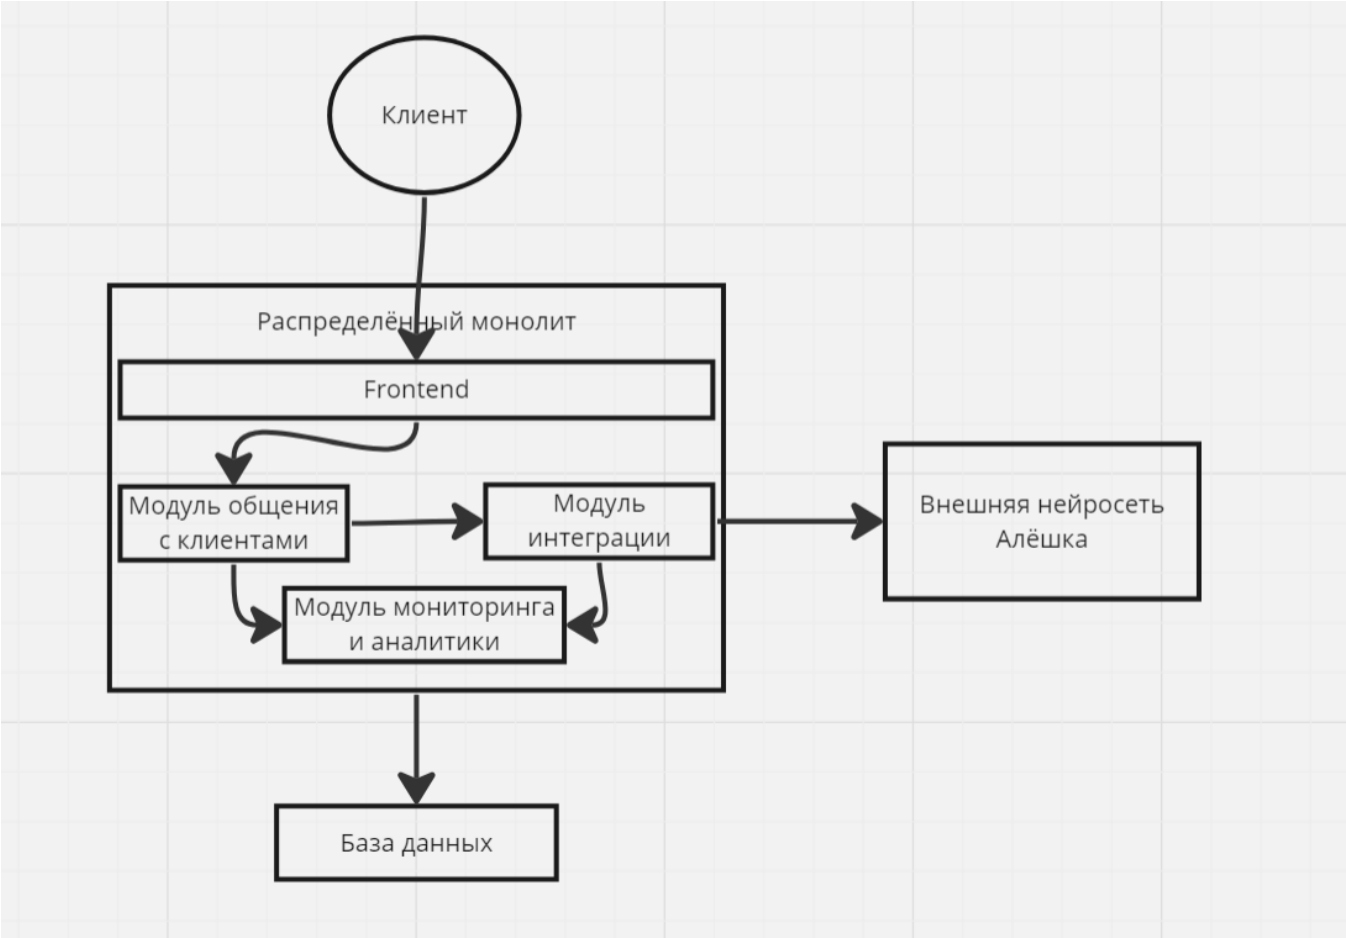 Клиент
Распределённый монолит
Frontend
Модуль общения
с клиентами
Модуль
интеграции
Внешняя нейросеть
Алёшка
Модуль мониторинга
и аналитики
База данных